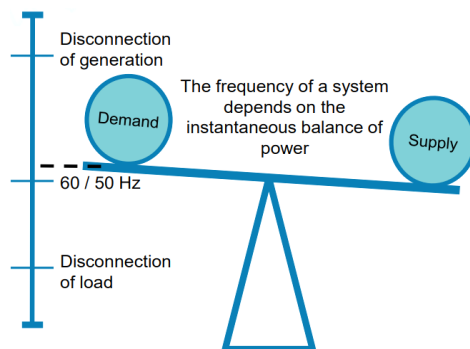 Disconnection
of generation
The frequency of a system
depends on the
instantaneous balance of
power
Demand
Supply
60 / 50 Hz
Disconnection
of load